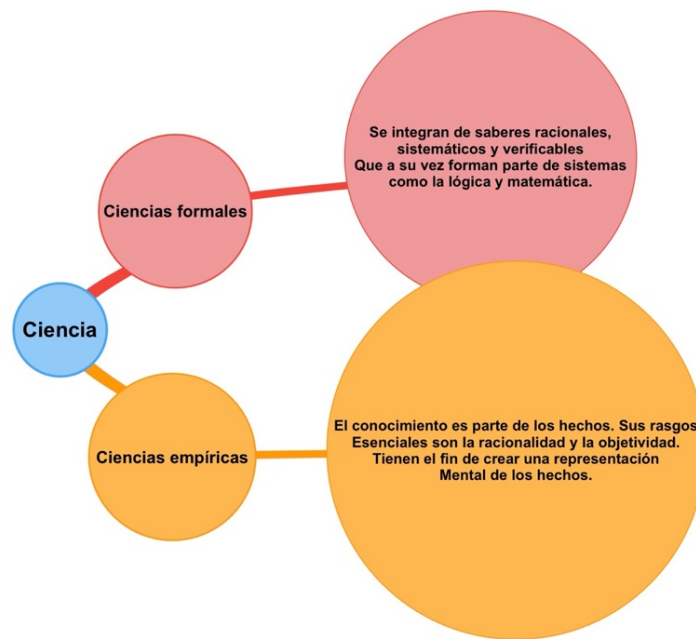 Se integran de saberes racionales,
sistemáticos y verificables
Que a su vez forman parte de sistemas
como la lógica y matemática.
Ciencias formales
Ciencia
El conocimiento es parte de los hechos. Sus rasgos
Esenciales son la racionalidad y la objetividad.
Tienen el fin de crear una representación
Mental de los hechos.
Ciencias empíricas